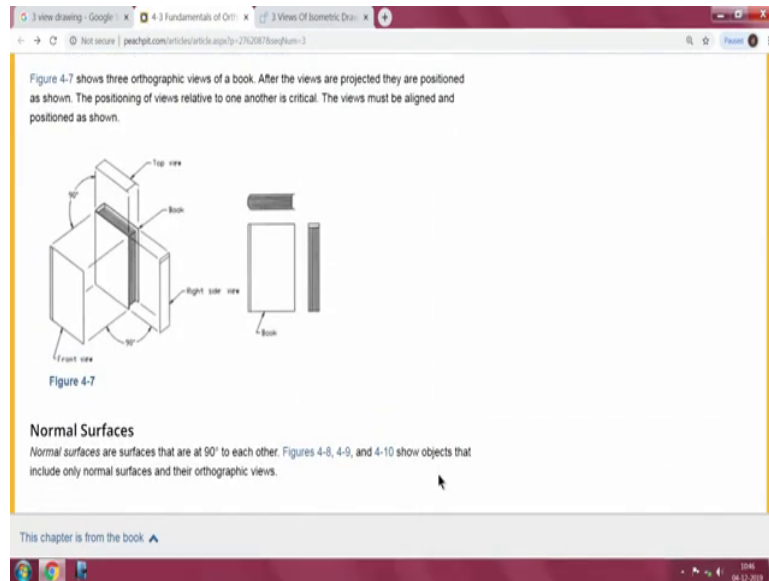 3 view drawing - Google
4-3 Fundamentals of Orth
3 Views Of Isometric Draw
Not secure | peachpit.com/articles/article.aspx?p=2762087&seqNum=3
Paused
Figure 4-7 shows three orthographic views of a book. After the views are projected they are positioned
as shown. The positioning of views relative to one another is critical. The views must be aligned and
positioned as shown.
Top view
90°
Book
Right side view
Book
90°
Front view
Figure 4-7
Normal Surfaces
Normal surfaces are surfaces that are at 90° to each other. Figures 4-8, 4-9, and 4-10 show objects that
include only normal surfaces and their orthographic views.
This chapter is from the book
10:46
04-12-2019